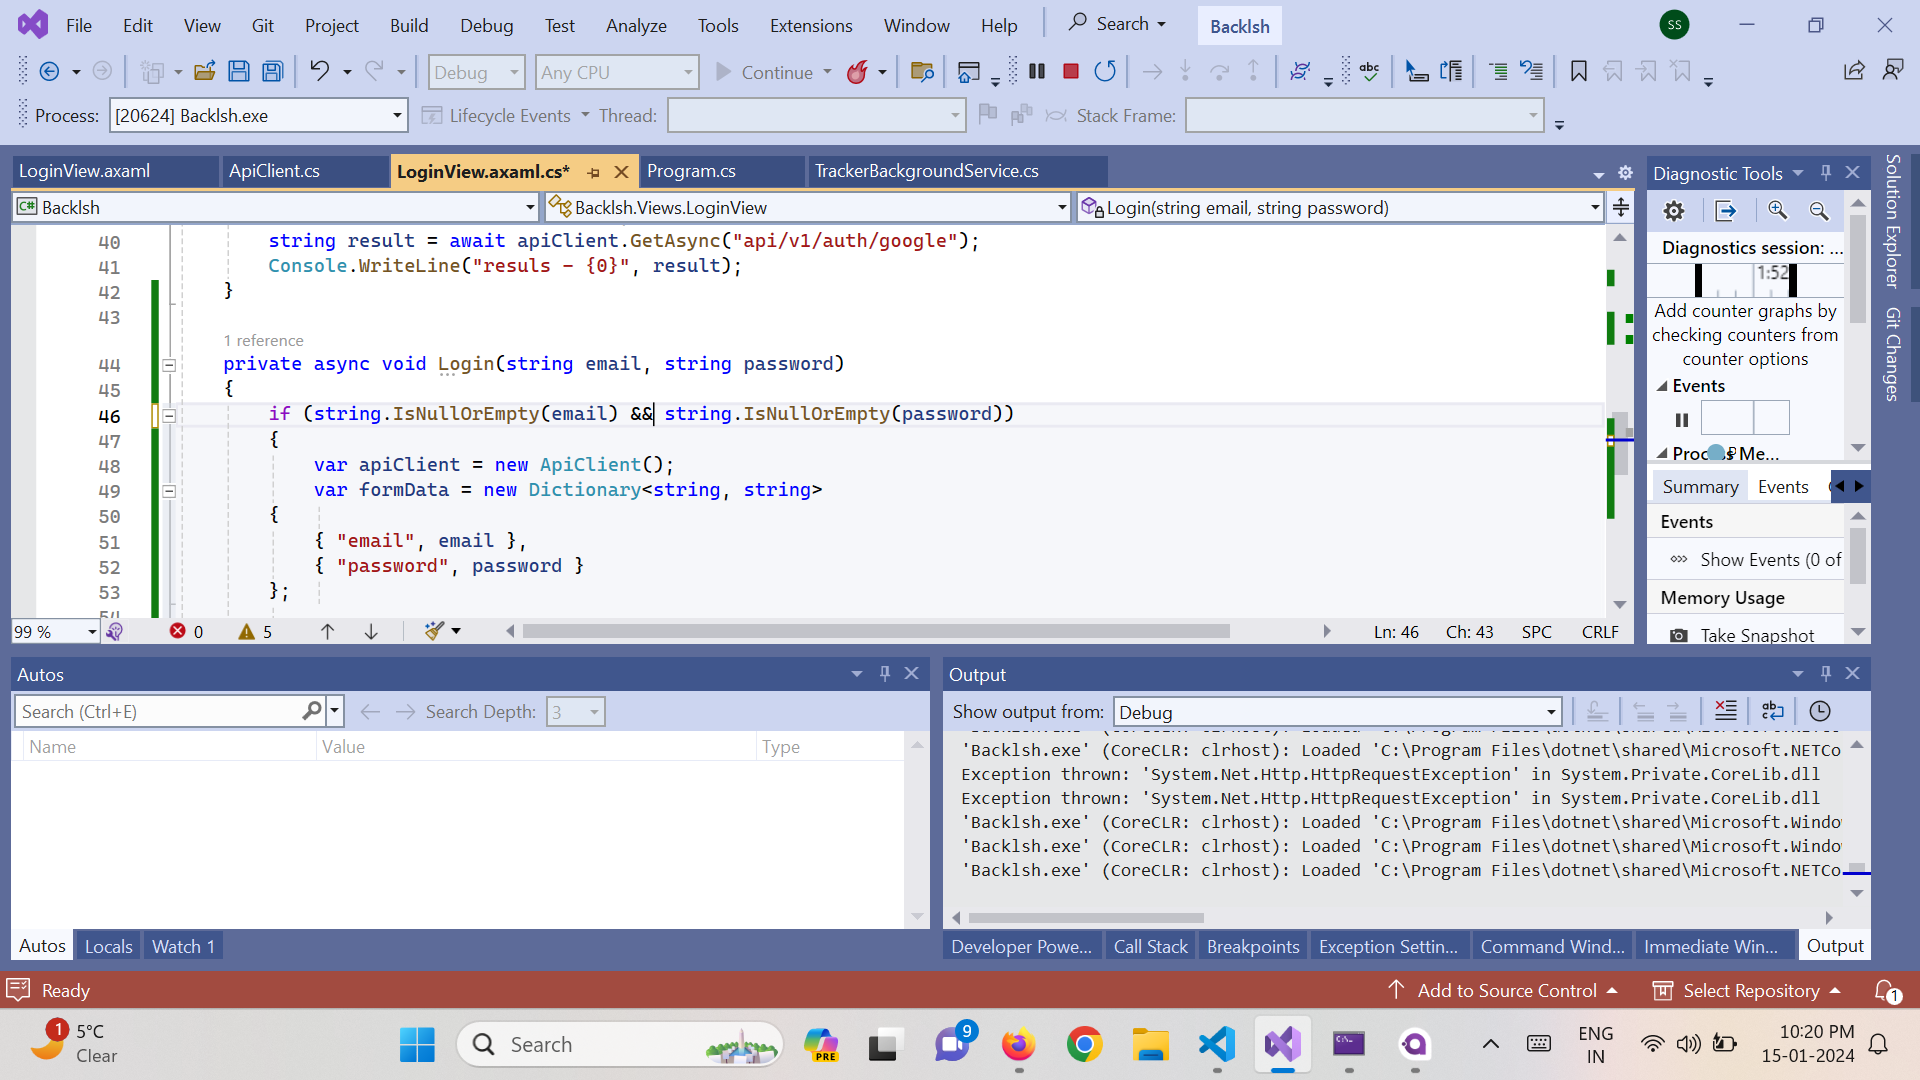 File Edit View Git Project Build Debug Test Analyze Tools Extensions Window Help Search Backlsh SS
Debug Any CPU Continue
Process: [20624] Backlsh.exe Lifecycle Events Thread: Stack Frame:
LoginView.axaml ApiClient.cs LoginView.axaml.cs* Program.cs TrackerBackgroundService.cs
C# Backlsh Backlsh.Views.LoginView Login(string email, string password)
40 string result = await apiClient.GetAsync("api/v1/auth/google");
41 Console.WriteLine("resuls - {0}", result);
42 }
43
1 reference
44 private async void Login(string email, string password)
45 {
46 if (string.IsNullOrEmpty(email) && string.IsNullOrEmpty(password))
47 {
48 var apiClient = new ApiClient();
49 var formData = new Dictionary<string, string>
50 {
51 { "email", email },
52 { "password", password }
53 };
54
99 % 0 5 Ln: 46 Ch: 43 SPC CRLF
Diagnostic Tools
Diagnostics session: ...
1:52
Add counter graphs by
checking counters from
counter options
Events
Process Me...
Summary Events
Events
Show Events (0 of
Memory Usage
Take Snapshot
Solution Explorer
Git Changes
Autos
Search (Ctrl+E) Search Depth: 3
Name Value Type
Autos Locals Watch 1
Output
Show output from: Debug
'Backlsh.exe' (CoreCLR: clrhost): Loaded 'C:\Program Files\dotnet\shared\Microsoft.NETCo
Exception thrown: 'System.Net.Http.HttpRequestException' in System.Private.CoreLib.dll
Exception thrown: 'System.Net.Http.HttpRequestException' in System.Private.CoreLib.dll
'Backlsh.exe' (CoreCLR: clrhost): Loaded 'C:\Program Files\dotnet\shared\Microsoft.Windo
'Backlsh.exe' (CoreCLR: clrhost): Loaded 'C:\Program Files\dotnet\shared\Microsoft.Windo
'Backlsh.exe' (CoreCLR: clrhost): Loaded 'C:\Program Files\dotnet\shared\Microsoft.NETCo
Developer Powe... Call Stack Breakpoints Exception Settin... Command Wind... Immediate Win... Output
Ready Add to Source Control Select Repository 1
1 5°C
Clear
Search
PRE
9
ENG
IN
10:20 PM
15-01-2024